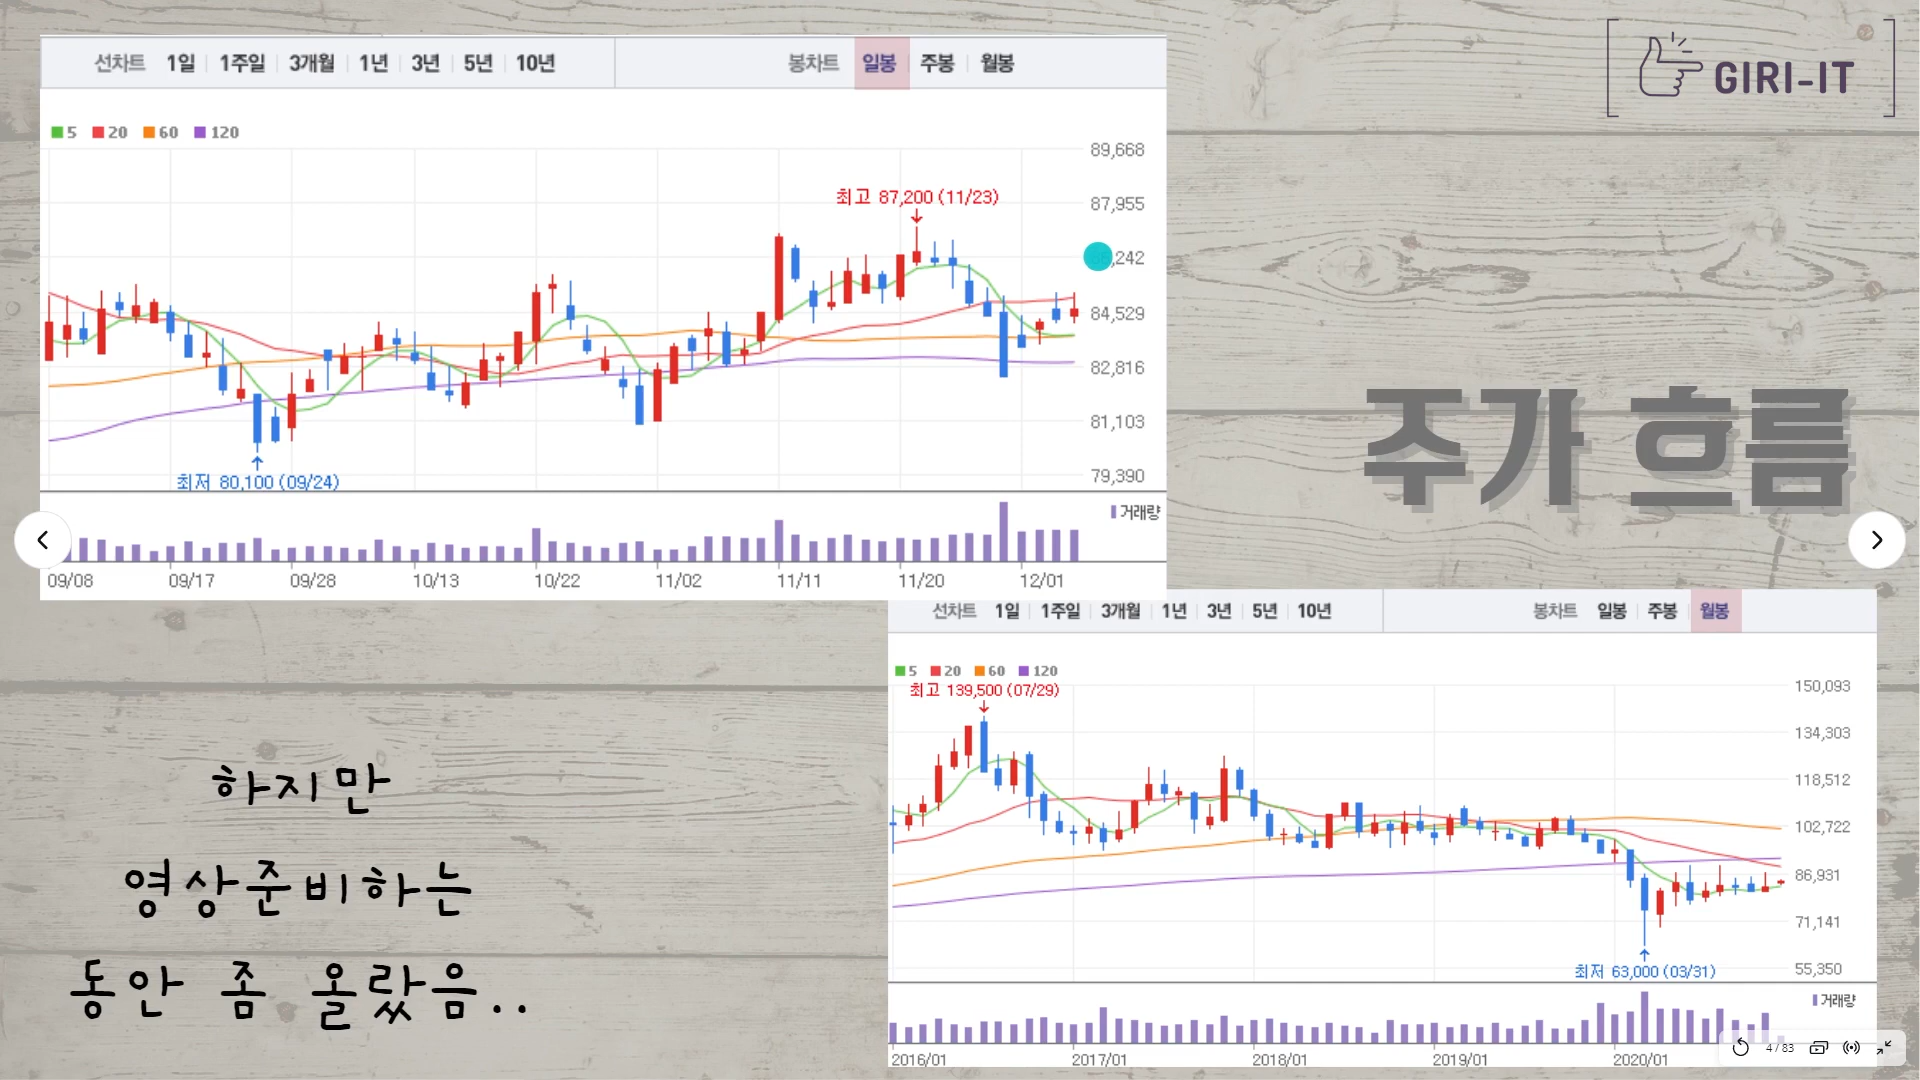 선차트 1일 1주일 3개월 1년 3년 5년 10년 봉차트 일봉 주봉 월봉
GIRI-IT
5 20 60 120
89,668
최고 87,200 (11/23)
87,955
,242
84,529
82,816
81,103
79,390
최저 80,100 (09/24)
거래량
09/08 09/17 09/28 10/13 10/22 11/02 11/11 11/20 12/01
주가 흐름
선차트 1일 1주일 3개월 1년 3년 5년 10년 봉차트 일봉 주봉 월봉
5 20 60 120
최고 139,500 (07/29)
150,093
134,303
118,512
102,722
86,931
71,141
55,350
최저 63,000 (03/31)
거래량
2016/01 2017/01 2018/01 2019/01 2020/01
하지만
영상준비하는
동안 좀 올랐음..
4 / 83